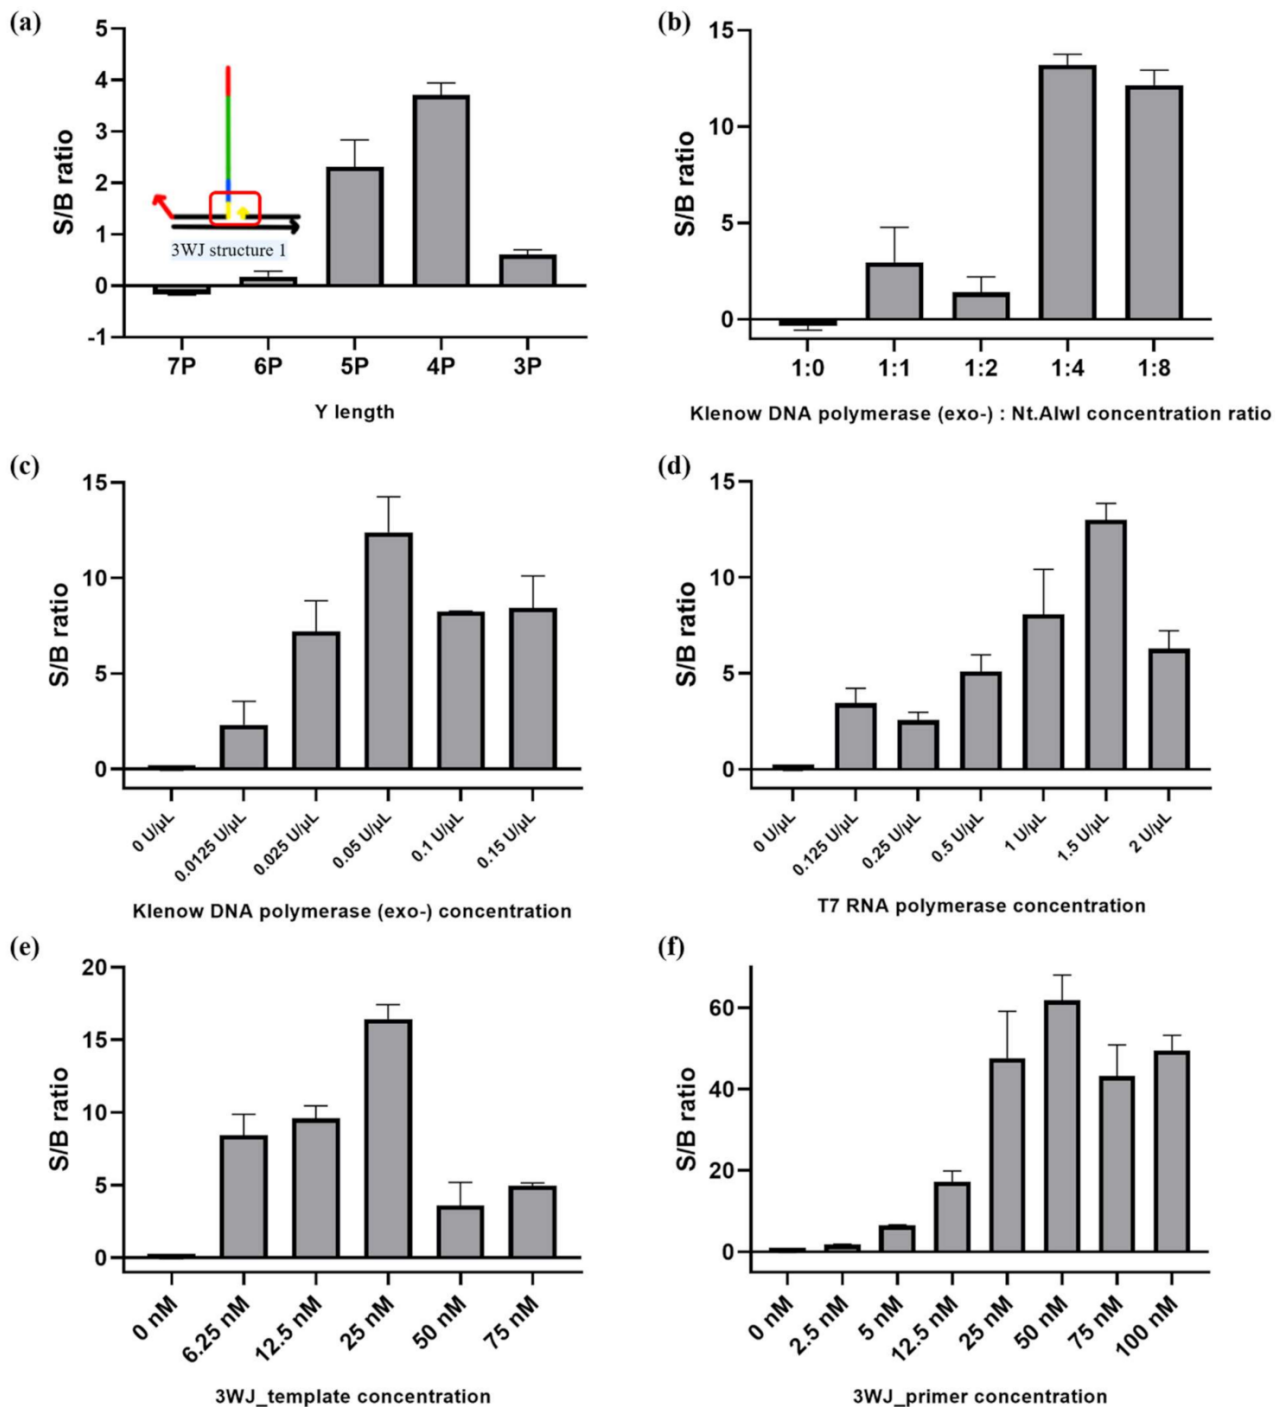 (a)
S/B ratio
5
4
3
2
1
0
-1
3WJ structure 1
7P 6P 5P 4P 3P
Y length
(b)
S/B ratio
15
10
5
0
1:0 1:1 1:2 1:4 1:8
Klenow DNA polymerase (exo-) : Nt.AlwI concentration ratio
(c)
S/B ratio
15
10
5
0
0 U/µL 0.0125 U/µL 0.025 U/µL 0.05 U/µL 0.1 U/µL 0.15 U/µL
Klenow DNA polymerase (exo-) concentration
(d)
S/B ratio
15
10
5
0
0 U/µL 0.125 U/µL 0.25 U/µL 0.5 U/µL 1 U/µL 1.5 U/µL 2 U/µL
T7 RNA polymerase concentration
(e)
S/B ratio
20
15
10
5
0
0 nM 6.25 nM 12.5 nM 25 nM 50 nM 75 nM
3WJ_template concentration
(f)
S/B ratio
60
40
20
0
0 nM 2.5 nM 5 nM 12.5 nM 25 nM 50 nM 75 nM 100 nM
3WJ_primer concentration